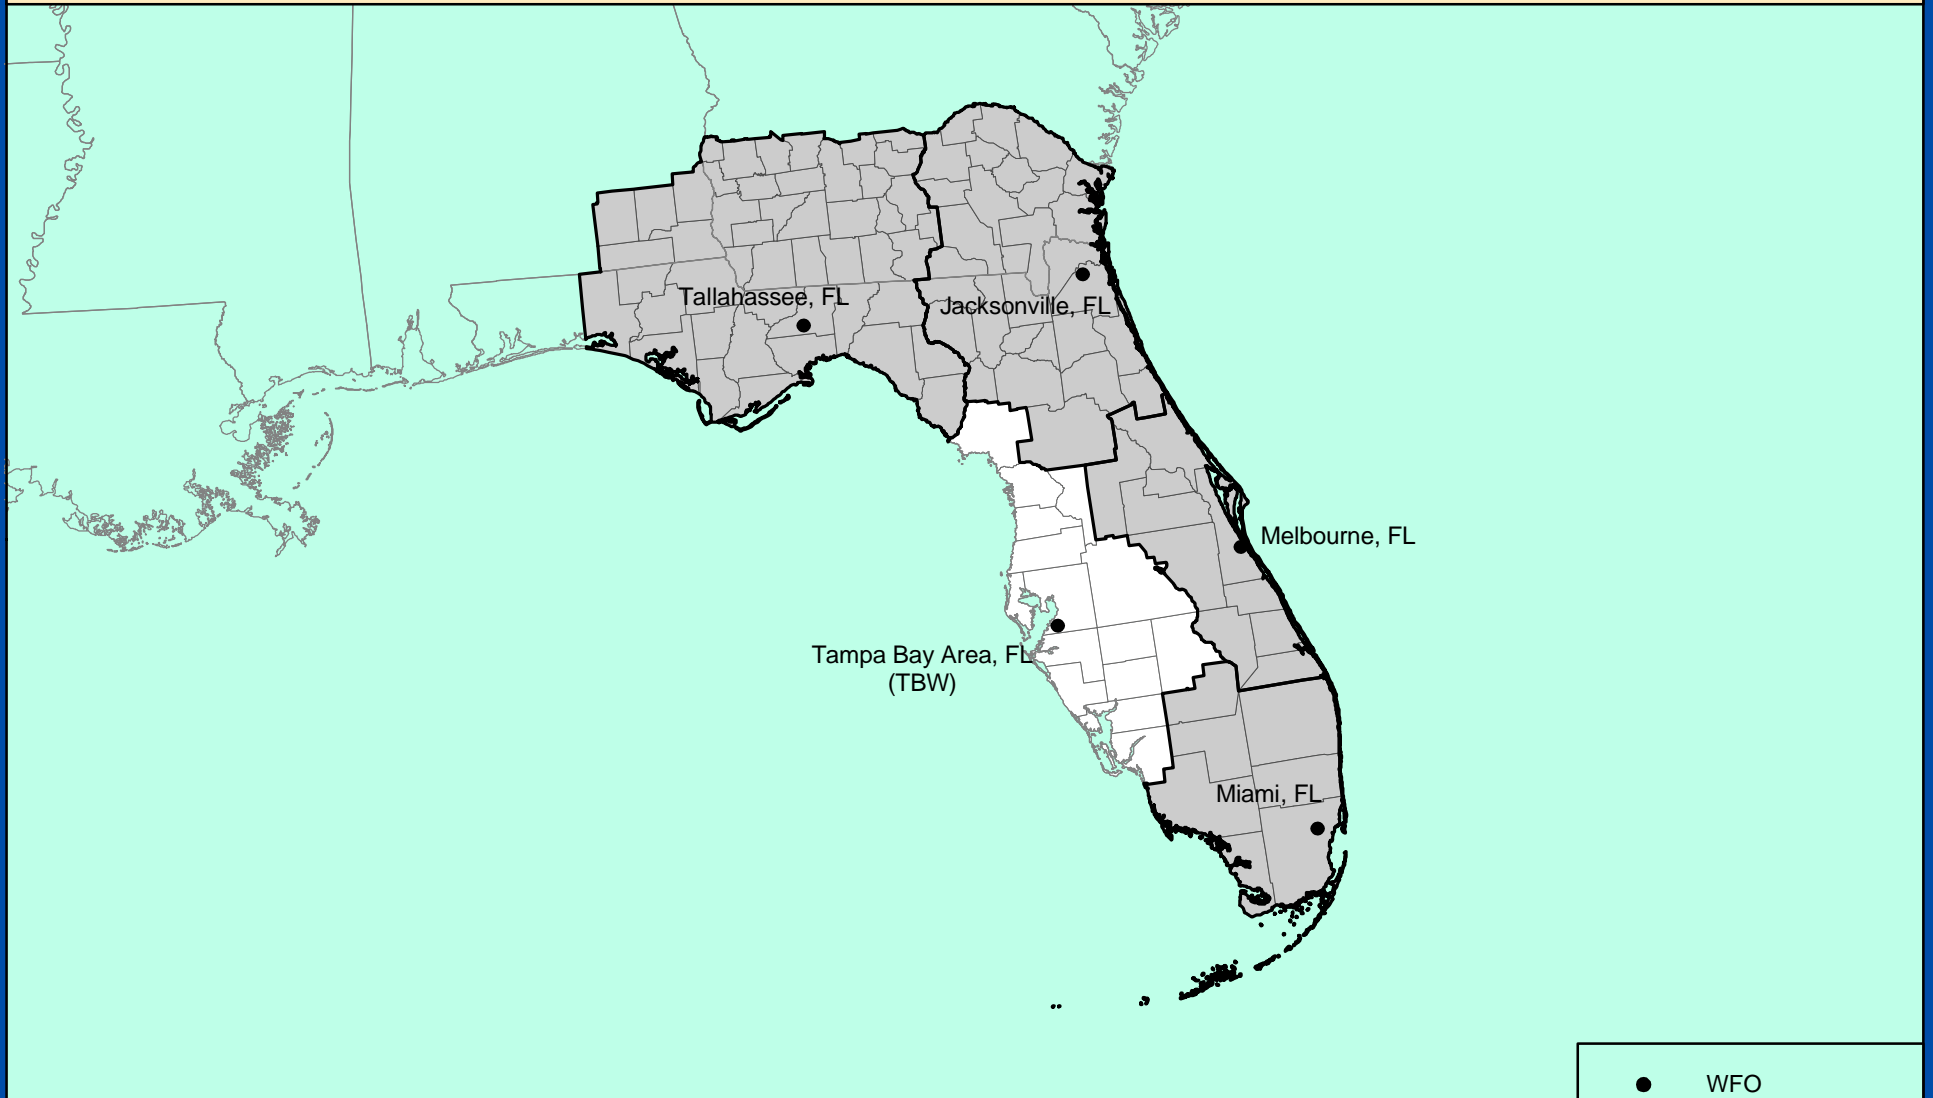 Tallahassee, FL
Jacksonville, FL
Melbourne, FL
Tampa Bay Area, FL
(TBW)
Miami, FL
WFO